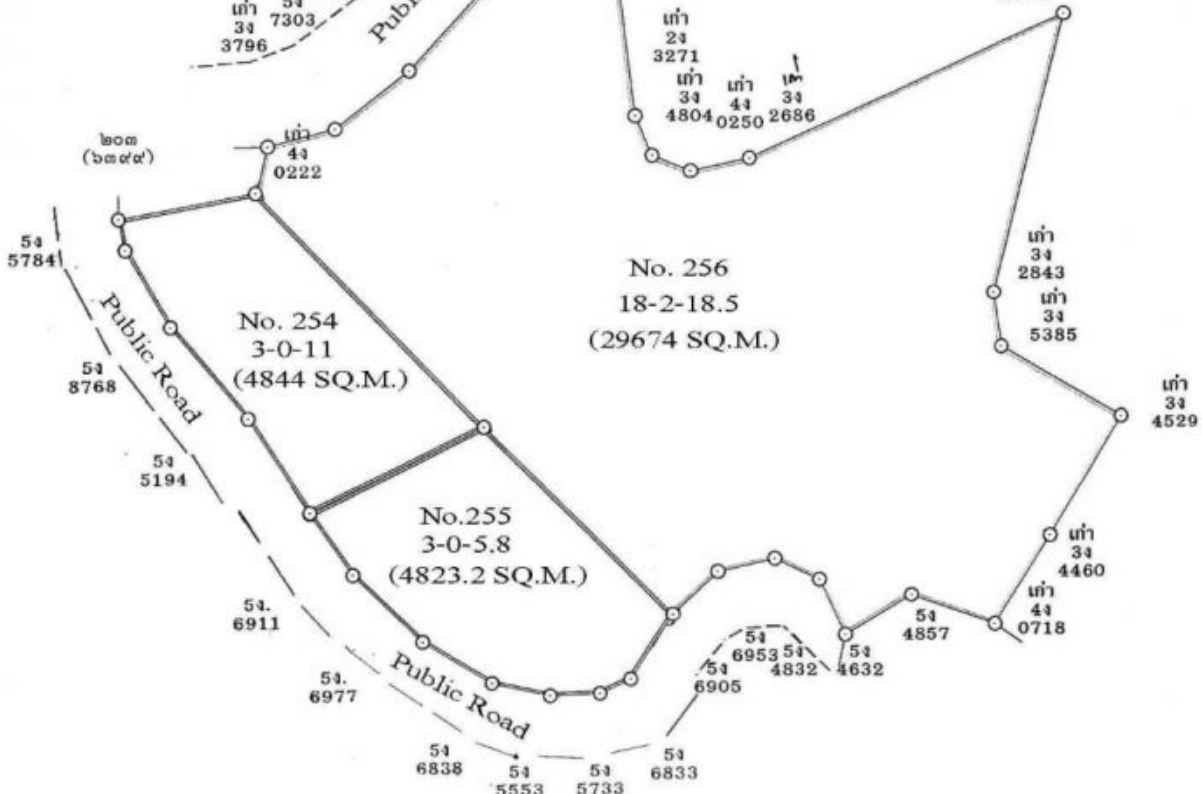 เก่า
3ง
3796
5ง
7303
Public
เก่า
2ง
3271
เก่า
3ง
4804
เก่า
4ง
0250
3ง
2686
๒๐๓
(๖๓๙๙)
เก่า
4ง
0222
5ง
5784
No. 256
18-2-18.5
(29674 SQ.M.)
เก่า
3ง
2843
เก่า
3ง
5385
Public Road
No. 254
3-0-11
(4844 SQ.M.)
5ง
8768
เก่า
3ง
4529
5ง
5194
No.255
3-0-5.8
(4823.2 SQ.M.)
เก่า
3ง
4460
5ง.
6911
เก่า
4ง
0718
5ง
4857
5ง
6953
5ง
4832
5ง
4632
5ง
6905
5ง.
6977
Public Road
5ง
6838
5ง
5553
5ง
5733
5ง
6833